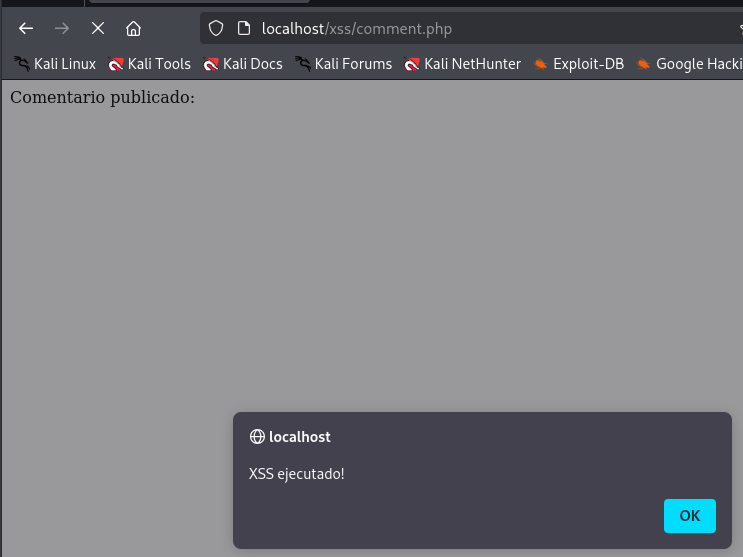 localhost/xss/comment.php
Kali Linux Kali Tools Kali Docs Kali Forums Kali NetHunter Exploit-DB Google Hacki
Comentario publicado:
localhost
XSS ejecutado!
OK